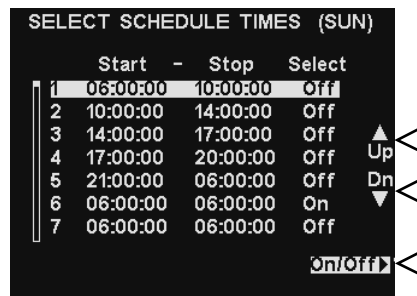 SELECT SCHEDULE TIMES (SUN)
Start - Stop Select
1 06:00:00 10:00:00 Off
2 10:00:00 14:00:00 Off
3 14:00:00 17:00:00 Off
4 17:00:00 20:00:00 Off
5 21:00:00 06:00:00 Off
6 06:00:00 06:00:00 On
7 06:00:00 06:00:00 Off
Up
Dn
On/Off